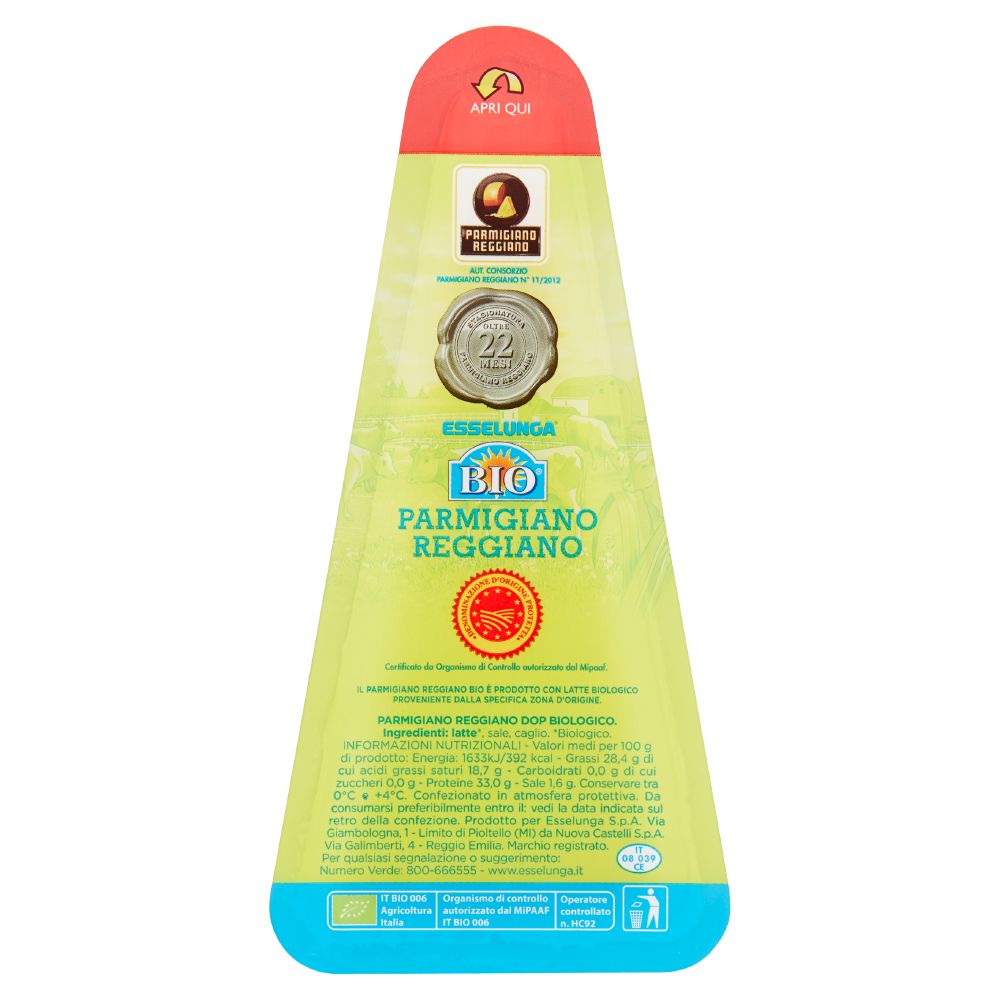 APRI QUI
PARMIGIANO
REGGIANO
AUT. CONSORZIO
PARMIGIANO REGGIANO N° 11/2012
STAGIONATURA
OLTRE
22
MESI
PARMIGIANO REGGIANO
ESSELUNGA®
BIO®
PARMIGIANO
REGGIANO
• DENOMINAZIONE D'ORIGINE PROTETTA •
Certificato da Organismo di Controllo autorizzato dal Mipaaf.
IL PARMIGIANO REGGIANO BIO È PRODOTTO CON LATTE BIOLOGICO
PROVENIENTE DALLA SPECIFICA ZONA D'ORIGINE.
PARMIGIANO REGGIANO DOP BIOLOGICO.
Ingredienti: latte*, sale, caglio. *Biologico.
INFORMAZIONI NUTRIZIONALI - Valori medi per 100 g
di prodotto: Energia: 1633kJ/392 kcal - Grassi 28,4 g di
cui acidi grassi saturi 18,7 g - Carboidrati 0,0 g di cui
zuccheri 0,0 g - Proteine 33,0 g - Sale 1,6 g. Conservare tra
0°C e +4°C. Confezionato in atmosfera protettiva. Da
consumarsi preferibilmente entro il: vedi la data indicata sul
retro della confezione. Prodotto per Esselunga S.p.A. Via
Giambologna, 1 - Limito di Pioltello (MI) da Nuova Castelli S.p.A.
Via Galimberti, 4 - Reggio Emilia. Marchio registrato.
Per qualsiasi segnalazione o suggerimento:
Numero Verde: 800-666555 - www.esselunga.it
IT
08 039
CE
IT BIO 006
Agricoltura
Italia
Organismo di controllo
autorizzato dal MiPAAF
IT BIO 006
Operatore
controllato
n. HC92